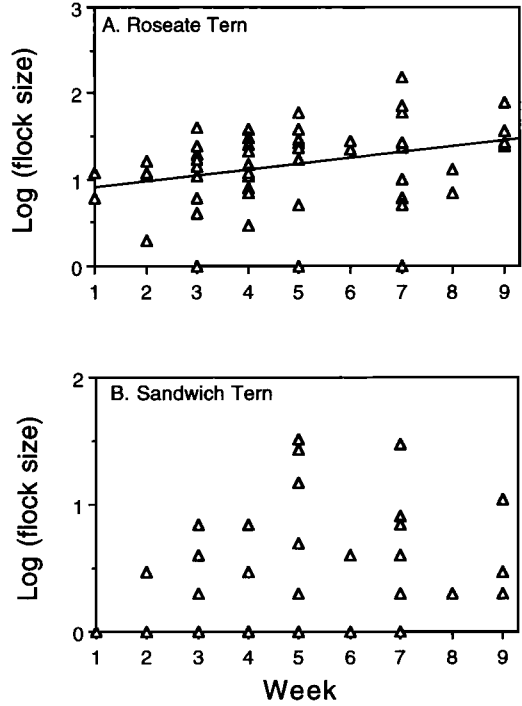 A. Roseate Tern
Log (flock size)
3
2
1
0
1 2 3 4 5 6 7 8 9
B. Sandwich Tern
Log (flock size)
2
1
0
1 2 3 4 5 6 7 8 9
Week